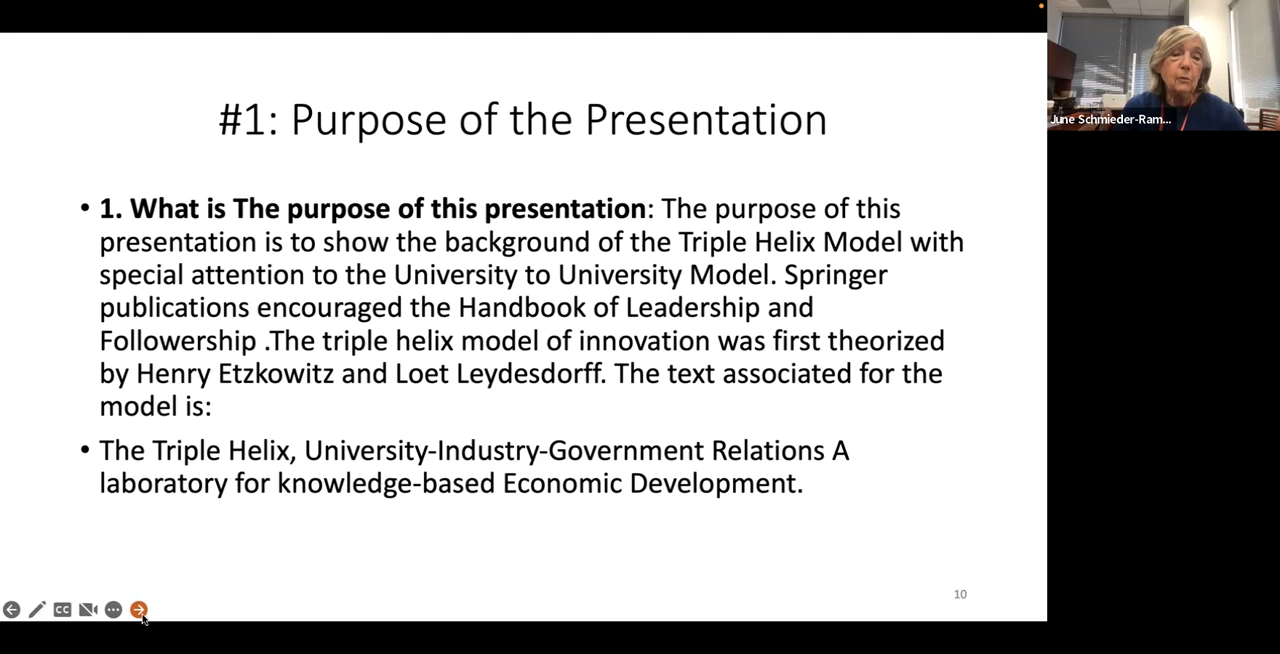 #1: Purpose of the Presentation
• 1. What is The purpose of this presentation: The purpose of this
presentation is to show the background of the Triple Helix Model with
special attention to the University to University Model. Springer
publications encouraged the Handbook of Leadership and
Followership .The triple helix model of innovation was first theorized
by Henry Etzkowitz and Loet Leydesdorff. The text associated for the
model is:
• The Triple Helix, University-Industry-Government Relations A
laboratory for knowledge-based Economic Development.
10
CC
June Schmieder-Ram...